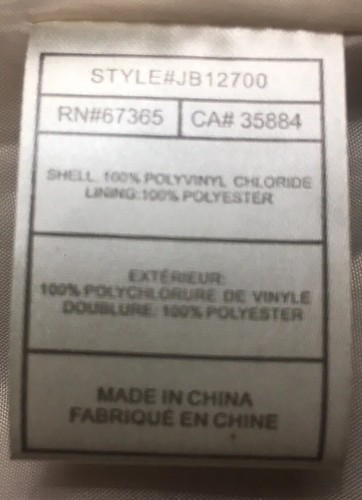 STYLE#JB12700
RN#67365 CA# 35884
SHELL: 100% POLYVINYL CHLORIDE
LINING:100% POLYESTER
EXTÉRIEUR:
100% POLYCHLORURE DE VINYLE
DOUBLURE: 100% POLYESTER
MADE IN CHINA
FABRIQUÉ EN CHINE